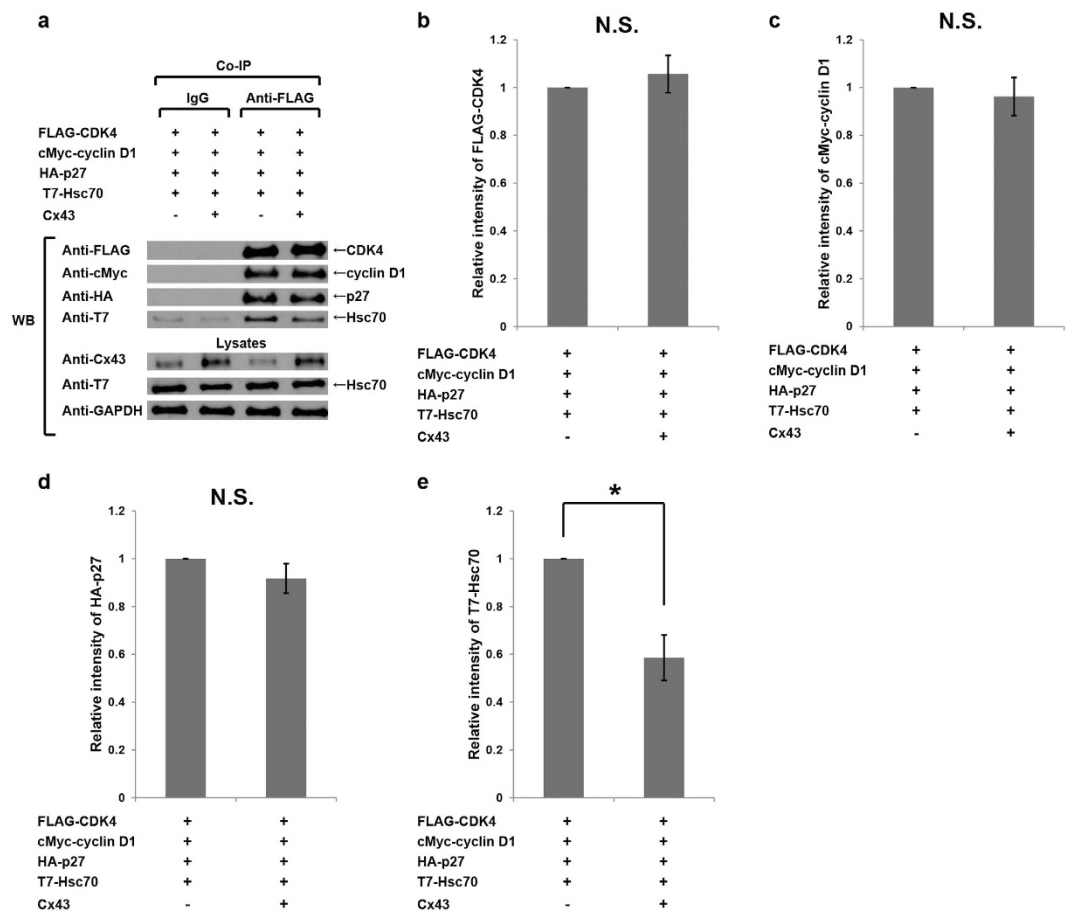 a
Co-IP
IgG Anti-FLAG
FLAG-CDK4 + + + +
cMyc-cyclin D1 + + + +
HA-p27 + + + +
T7-Hsc70 + + + +
Cx43 - + - +
WB
Anti-FLAG ←CDK4
Anti-cMyc ←cyclin D1
Anti-HA ←p27
Anti-T7 ←Hsc70
Lysates
Anti-Cx43
Anti-T7 ←Hsc70
Anti-GAPDH
b
N.S.
Relative intensity of FLAG-CDK4
1.2
1
0.8
0.6
0.4
0.2
0
FLAG-CDK4 + +
cMyc-cyclin D1 + +
HA-p27 + +
T7-Hsc70 + +
Cx43 - +
c
N.S.
Relative intensity of cMyc-cyclin D1
1.2
1
0.8
0.6
0.4
0.2
0
FLAG-CDK4 + +
cMyc-cyclin D1 + +
HA-p27 + +
T7-Hsc70 + +
Cx43 - +
d
N.S.
Relative intensity of HA-p27
1.2
1
0.8
0.6
0.4
0.2
0
FLAG-CDK4 + +
cMyc-cyclin D1 + +
HA-p27 + +
T7-Hsc70 + +
Cx43 - +
e
*
Relative intensity of T7-Hsc70
1.2
1
0.8
0.6
0.4
0.2
0
FLAG-CDK4 + +
cMyc-cyclin D1 + +
HA-p27 + +
T7-Hsc70 + +
Cx43 - +